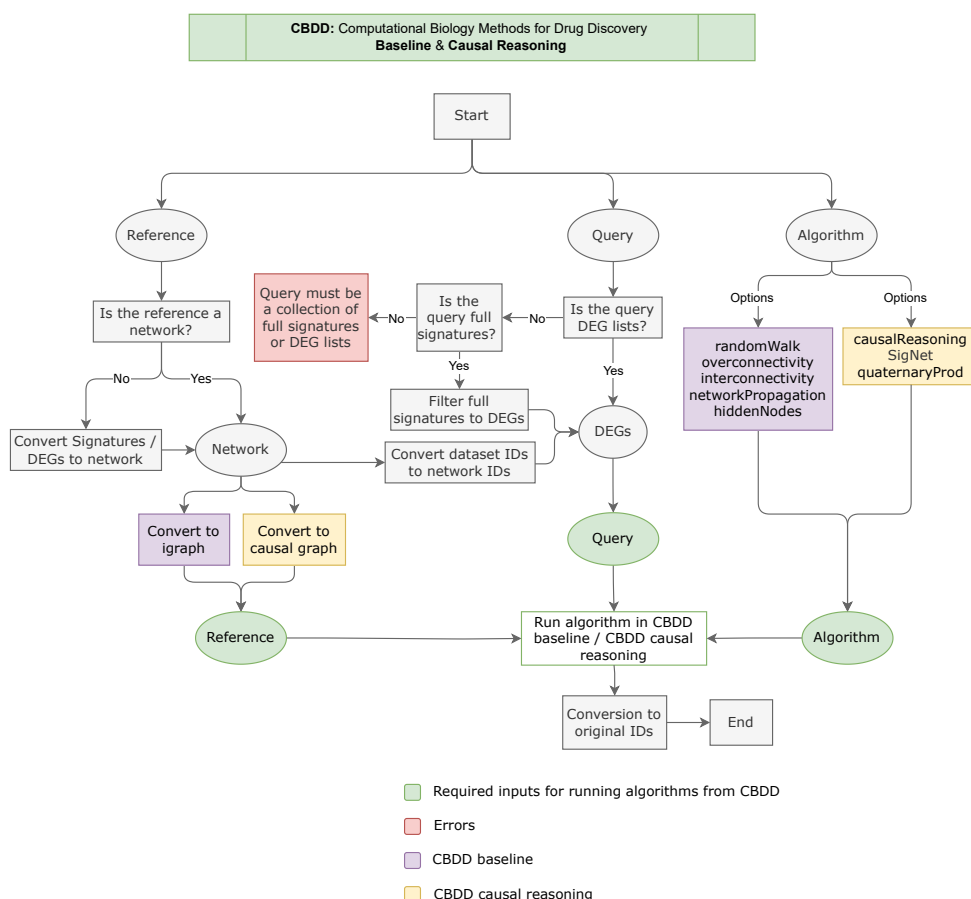 CBDD: Computational Biology Methods for Drug Discovery
Baseline & Causal Reasoning
Start
Reference
Query
Algorithm
Is the reference a
network?
Query must be
a collection of
full signatures
or DEG lists
No
Is the
query full
signatures?
No
Is the query
DEG lists?
Options
Options
randomWalk
overconnectivity
interconnectivity
networkPropagation
hiddenNodes
causalReasoning
SigNet
quaternaryProd
No
Yes
Yes
Yes
Filter full
signatures to DEGs
DEGs
Convert Signatures /
DEGs to network
Network
Convert dataset IDs
to network IDs
Convert to
igraph
Convert to
causal graph
Query
Reference
Run algorithm in CBDD
baseline / CBDD causal
reasoning
Algorithm
Conversion to
original IDs
End
Required inputs for running algorithms from CBDD
Errors
CBDD baseline
CBDD causal reasoning